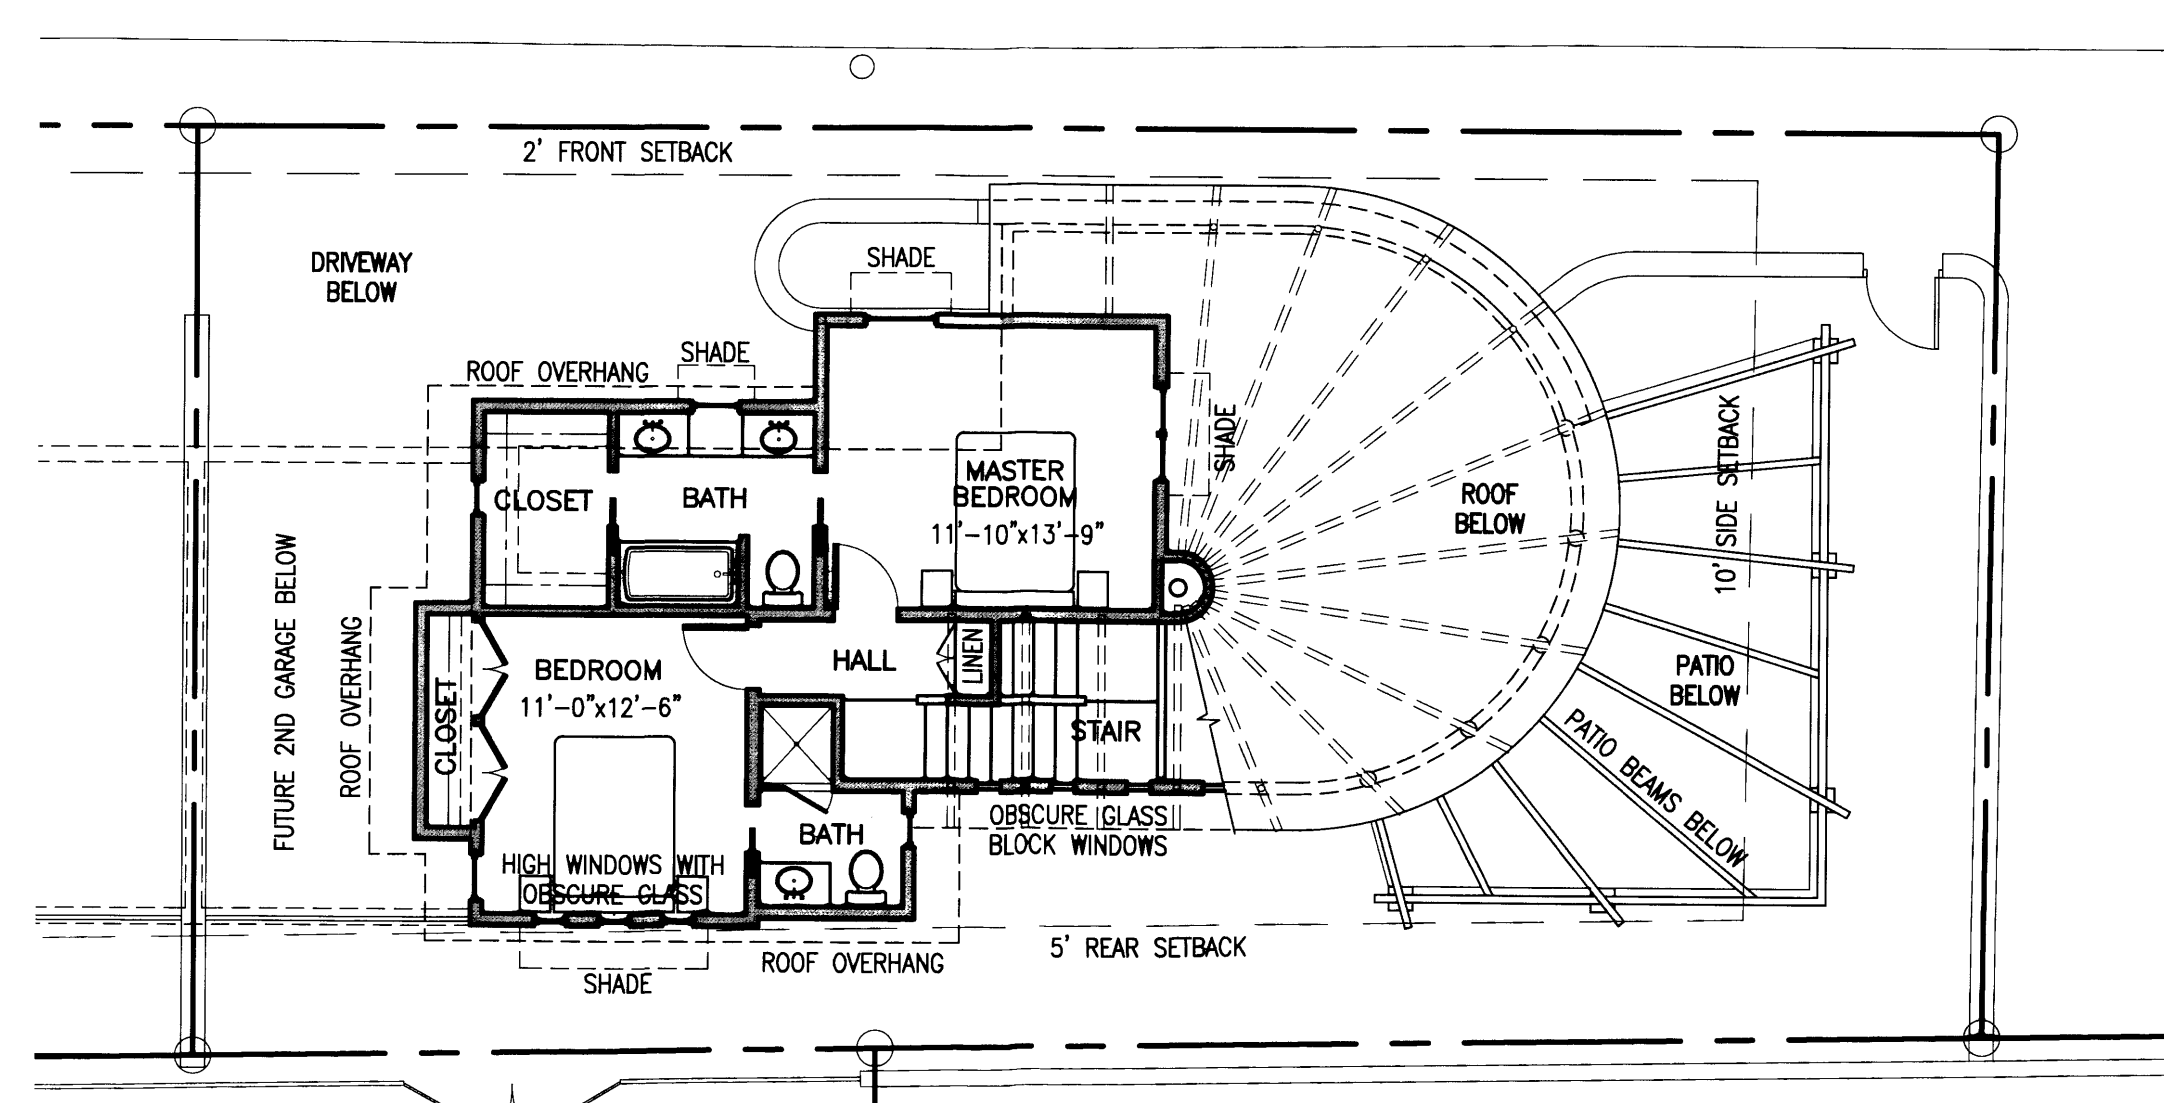 2' FRONT SETBACK
DRIVEWAY
BELOW
SHADE
SHADE
ROOF OVERHANG
SHADE
MASTER
BEDROOM
11'-10"x13'-9"
CLOSET
BATH
ROOF
BELOW
10' SIDE SETBACK
FUTURE 2ND GARAGE BELOW
ROOF OVERHANG
CLOSET
BEDROOM
11'-0"x12'-6"
HALL
LINEN
STAIR
PATIO
BELOW
PATIO BEAMS BELOW
BATH
OBSCURE GLASS
BLOCK WINDOWS
HIGH WINDOWS WITH
OBSCURE GLASS
5' REAR SETBACK
ROOF OVERHANG
SHADE